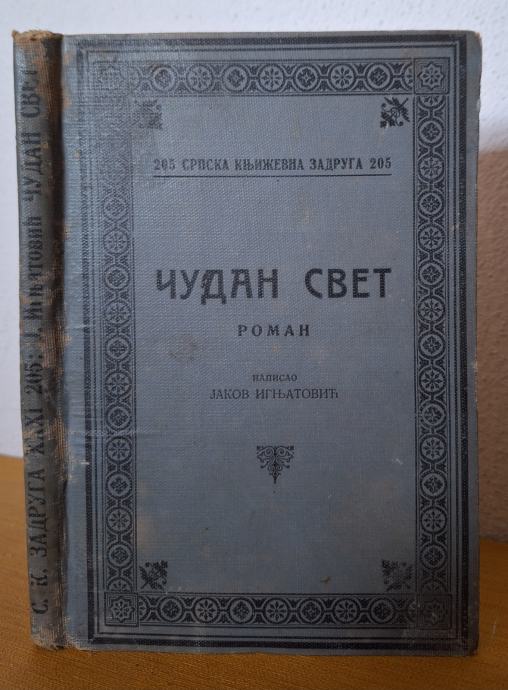 205 СРПСКА КЊИЖЕВНА ЗАДРУГА 205
ЧУДАН СВЕТ
РОМАН
НАПИСАО
ЈАКОВ ИГЊАТОВИЋ
С. К. ЗАДРУГА XXXI 205: Ј. ИГЊАТОВИЋ ЧУДАН СВЕТ